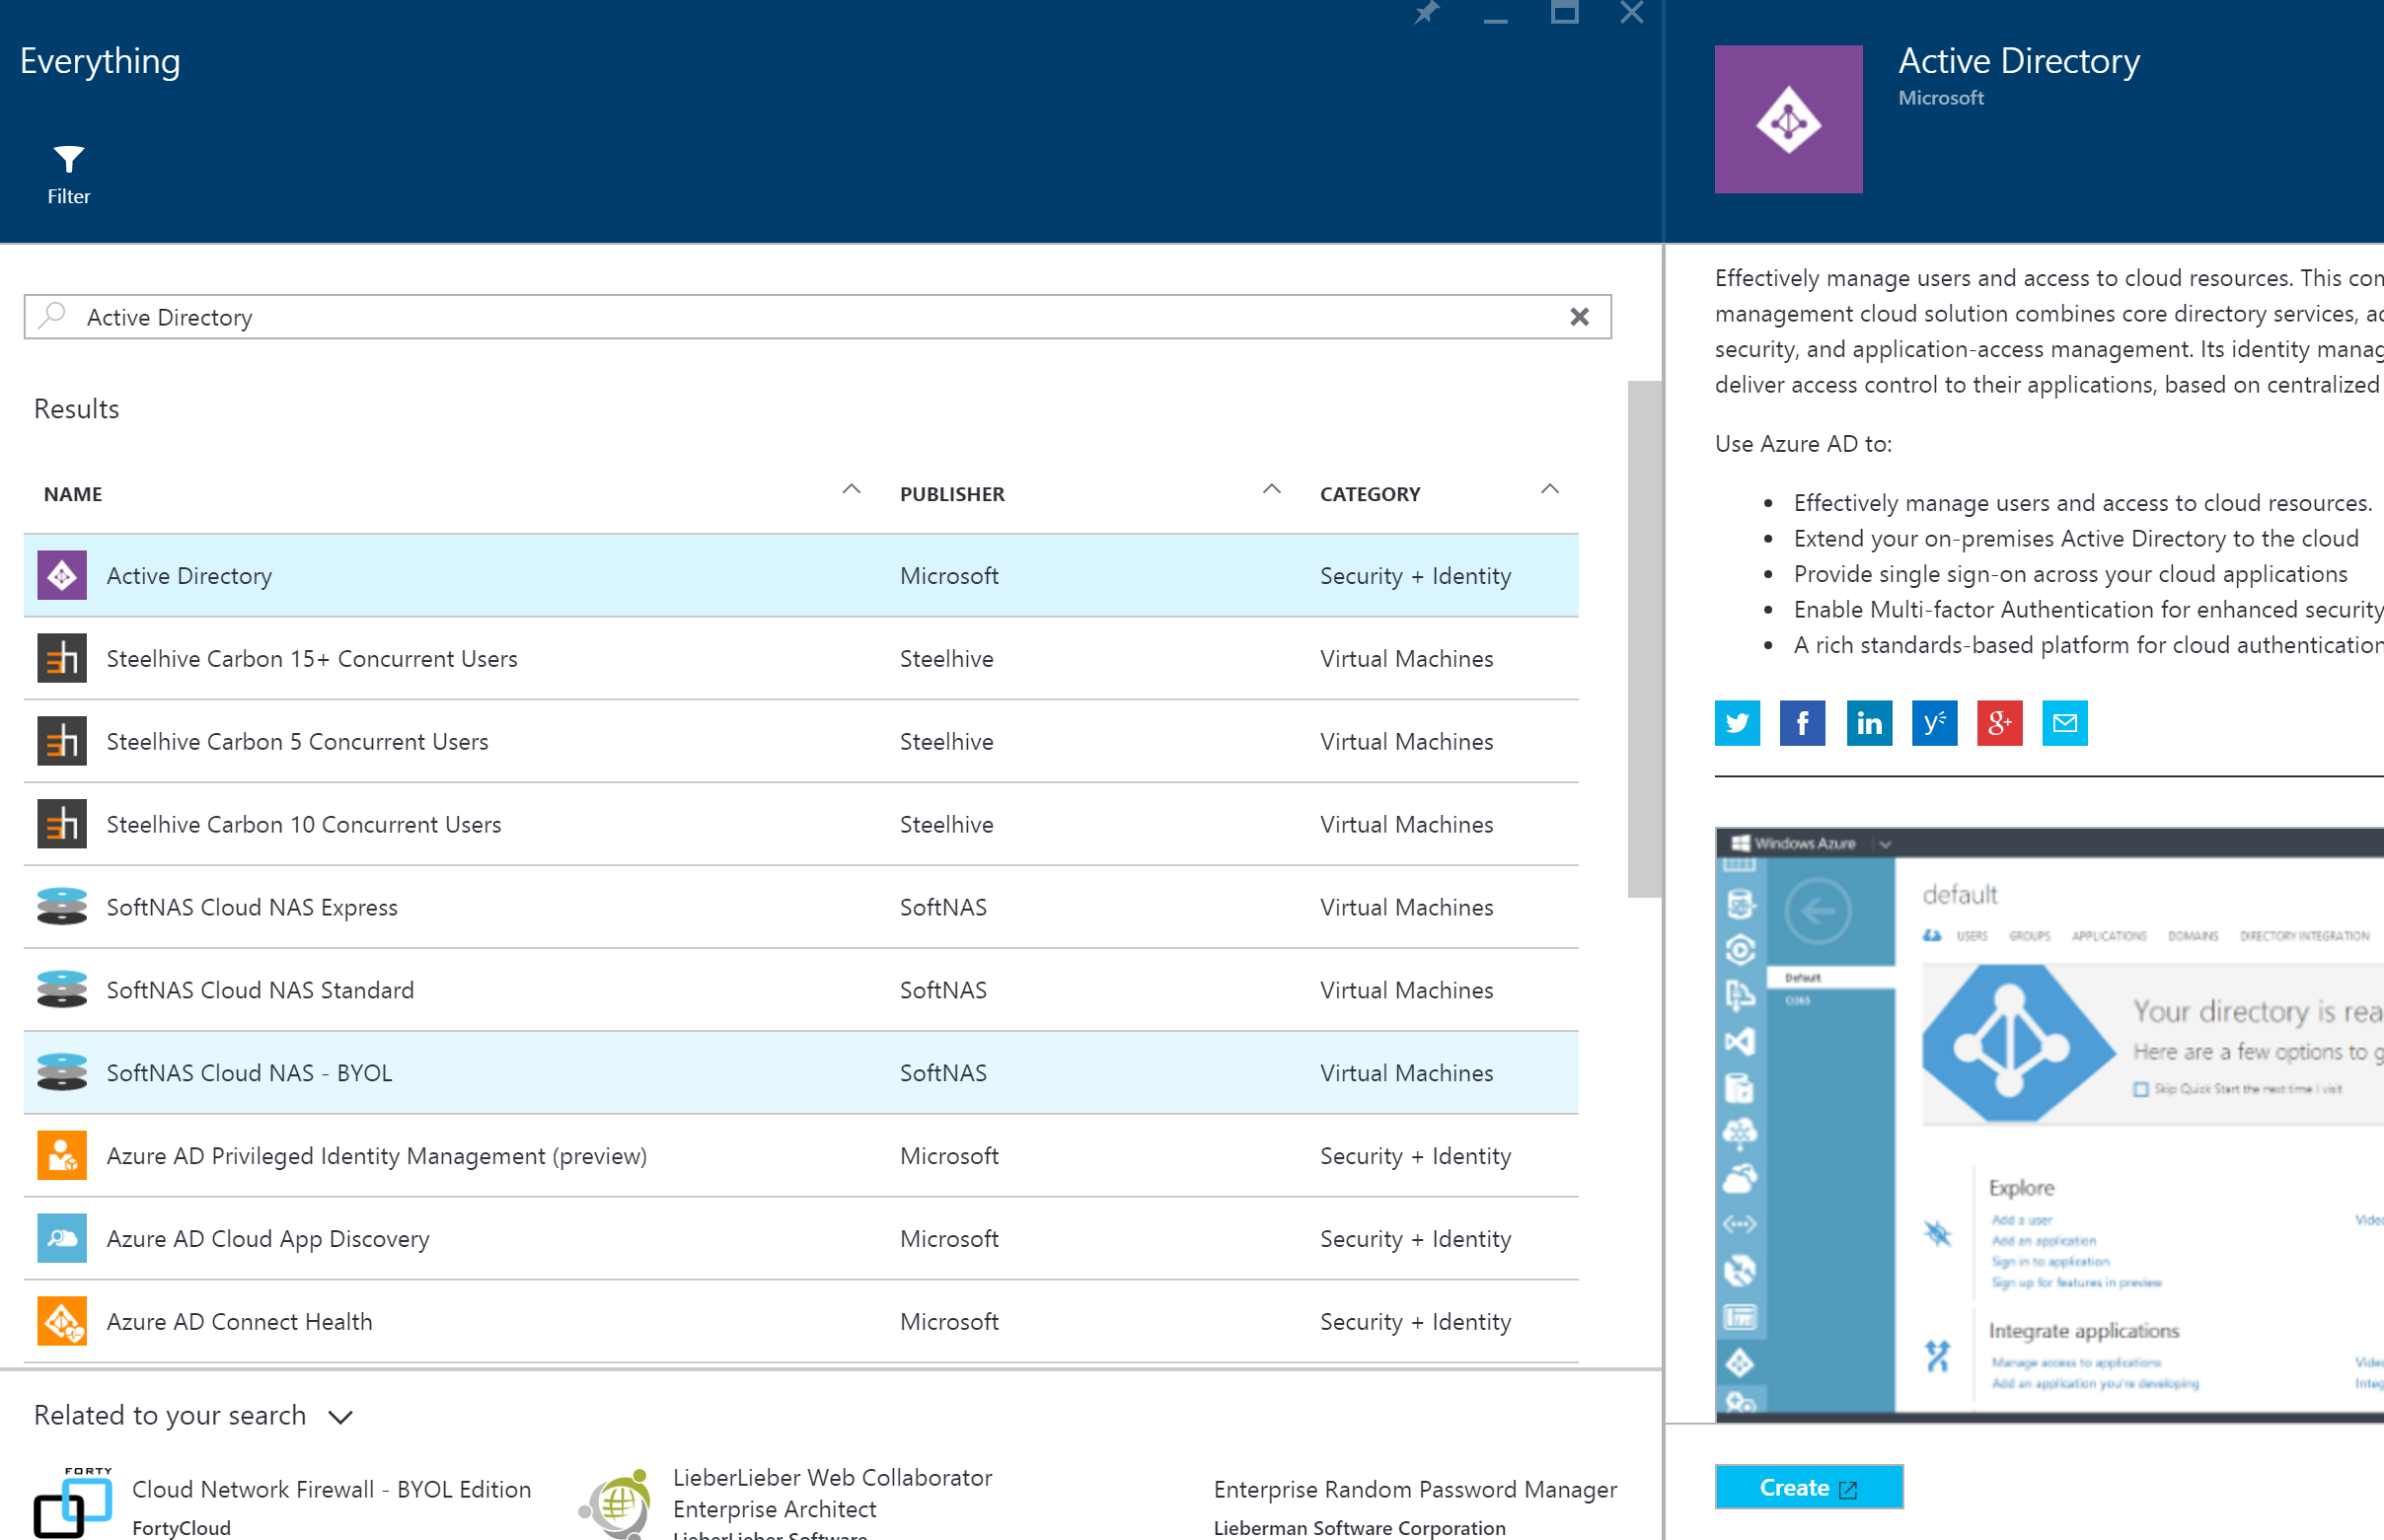 Everything
Filter
Active Directory
Results
NAME PUBLISHER CATEGORY
Active Directory Microsoft Security + Identity
Steelhive Carbon 15+ Concurrent Users Steelhive Virtual Machines
Steelhive Carbon 5 Concurrent Users Steelhive Virtual Machines
Steelhive Carbon 10 Concurrent Users Steelhive Virtual Machines
SoftNAS Cloud NAS Express SoftNAS Virtual Machines
SoftNAS Cloud NAS Standard SoftNAS Virtual Machines
SoftNAS Cloud NAS - BYOL SoftNAS Virtual Machines
Azure AD Privileged Identity Management (preview) Microsoft Security + Identity
Azure AD Cloud App Discovery Microsoft Security + Identity
Azure AD Connect Health Microsoft Security + Identity
Related to your search
FORTY
Cloud Network Firewall - BYOL Edition
FortyCloud
LieberLieber Web Collaborator
Enterprise Architect
LieberLieber Software
Enterprise Random Password Manager
Lieberman Software Corporation
Active Directory
Microsoft
Effectively manage users and access to cloud resources. This
management cloud solution combines core directory services,
security, and application-access management. Its identity
deliver access control to their applications, based on centralized
Use Azure AD to:
• Effectively manage users and access to cloud resources.
• Extend your on-premises Active Directory to the cloud
• Provide single sign-on across your cloud applications
• Enable Multi-factor Authentication for enhanced security
• A rich standards-based platform for cloud authentication
Windows Azure
default
USERS GROUPS APPLICATIONS DOMAINS DIRECTORY INTEGRATION
Default
Your directory is
Here are a few options to
Skip Quick Start the next time I visit
Explore
Add a user
Add an application
Sign in to application
Sign up for features in preview
Integrate applications
Manage access to applications
Add an application you're developing
Create